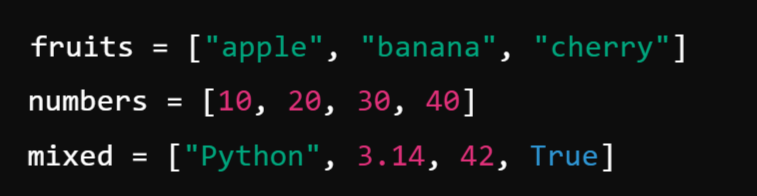 fruits = ["apple", "banana", "cherry"]
numbers = [10, 20, 30, 40]
mixed = ["Python", 3.14, 42, True]